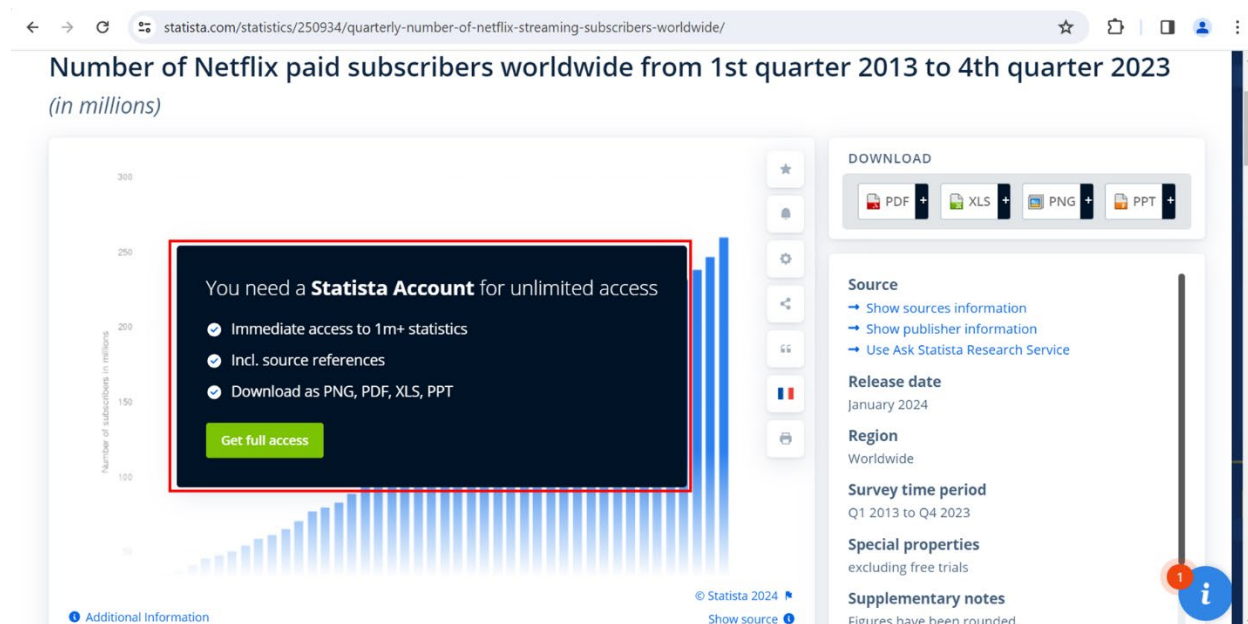 statista.com/statistics/250934/quarterly-number-of-netflix-streaming-subscribers-worldwide/
Number of Netflix paid subscribers worldwide from 1st quarter 2013 to 4th quarter 2023
(in millions)
300
250
200
150
100
50
Number of subscribers in millions
You need a Statista Account for unlimited access
Immediate access to 1m+ statistics
Incl. source references
Download as PNG, PDF, XLS, PPT
Get full access
© Statista 2024
Additional Information
Show source
DOWNLOAD
PDF +
XLS +
PNG +
PPT +
Source
→ Show sources information
→ Show publisher information
→ Use Ask Statista Research Service
Release date
January 2024
Region
Worldwide
Survey time period
Q1 2013 to Q4 2023
Special properties
excluding free trials
Supplementary notes
Figures have been rounded
1
i